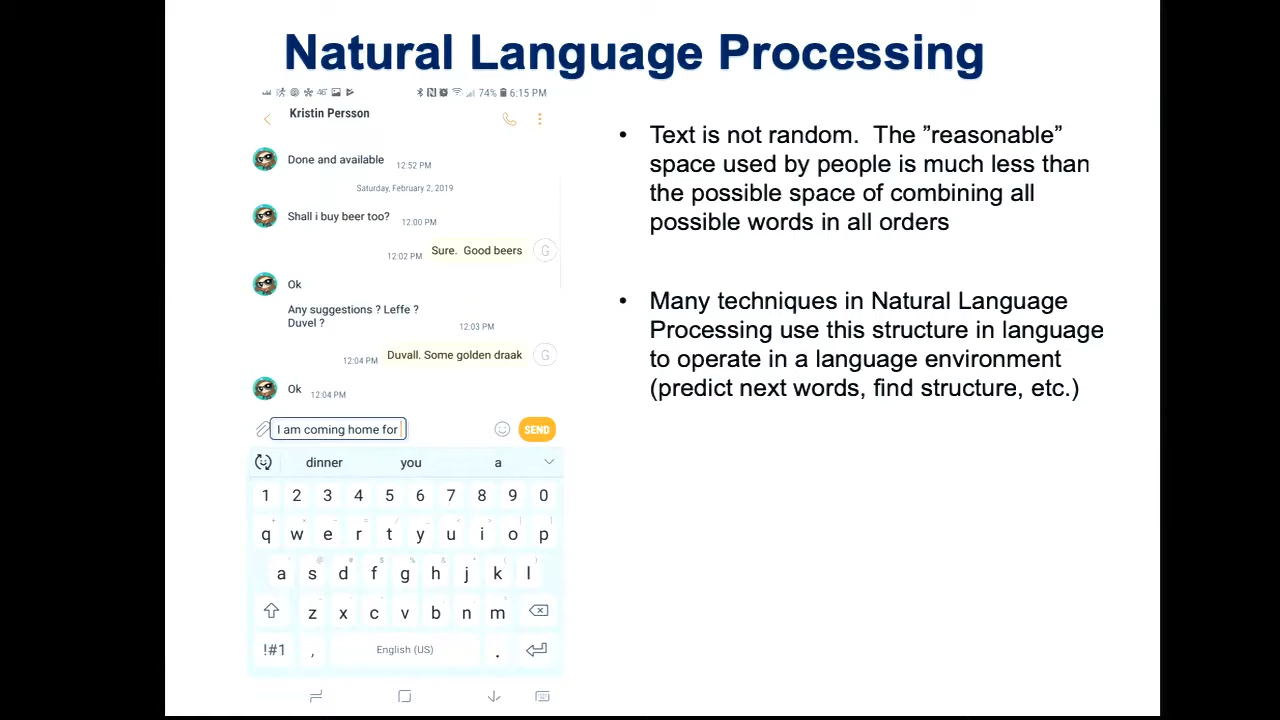 Natural Language Processing
74% 6:15 PM
Kristin Persson
Done and available 12:52 PM
Saturday, February 2, 2019
Shall i buy beer too? 12:00 PM
12:02 PM Sure. Good beers G
Ok
Any suggestions ? Leffe ?
Duvel ? 12:03 PM
12:04 PM Duvall. Some golden draak G
Ok 12:04 PM
I am coming home for SEND
dinner you a
1 2 3 4 5 6 7 8 9 0
q w e r t y u i o p
a s d f g h j k l
z x c v b n m
!#1 , English (US) .
• Text is not random. The ”reasonable”
space used by people is much less than
the possible space of combining all
possible words in all orders
• Many techniques in Natural Language
Processing use this structure in language
to operate in a language environment
(predict next words, find structure, etc.)